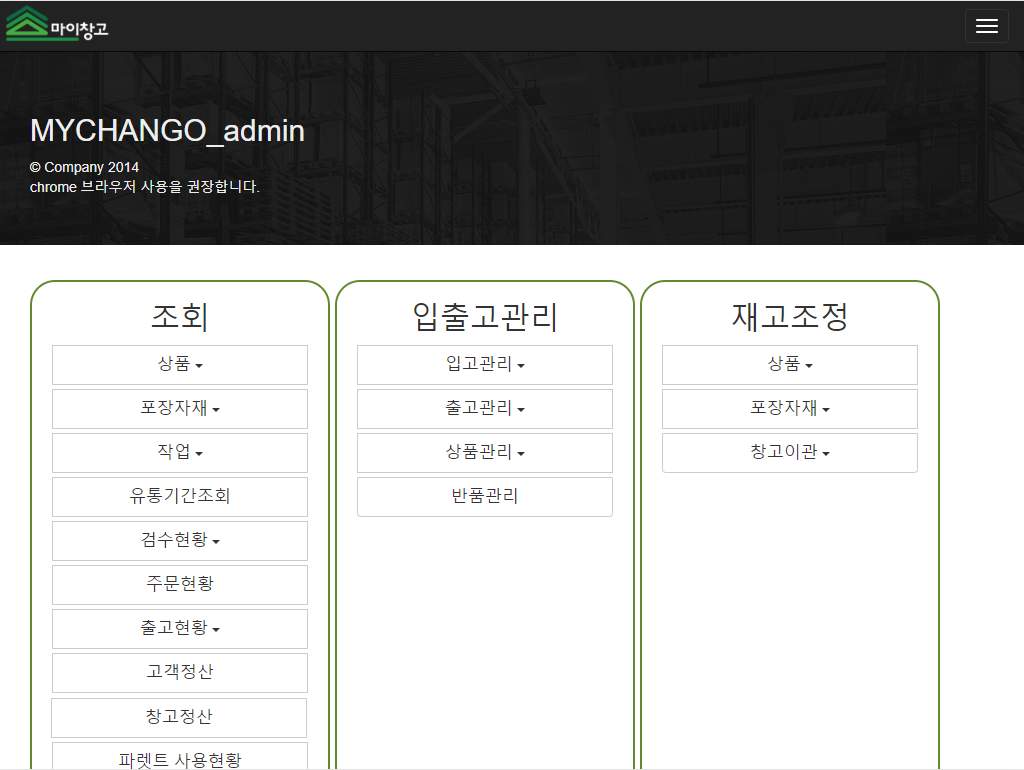 마이창고
MYCHANGO_admin
© Company 2014
chrome 브라우저 사용을 권장합니다.
조회
상품
포장자재
작업
유통기간조회
검수현황
주문현황
출고현황
고객정산
창고정산
파렛트 사용현황
입출고관리
입고관리
출고관리
상품관리
반품관리
재고조정
상품
포장자재
창고이관